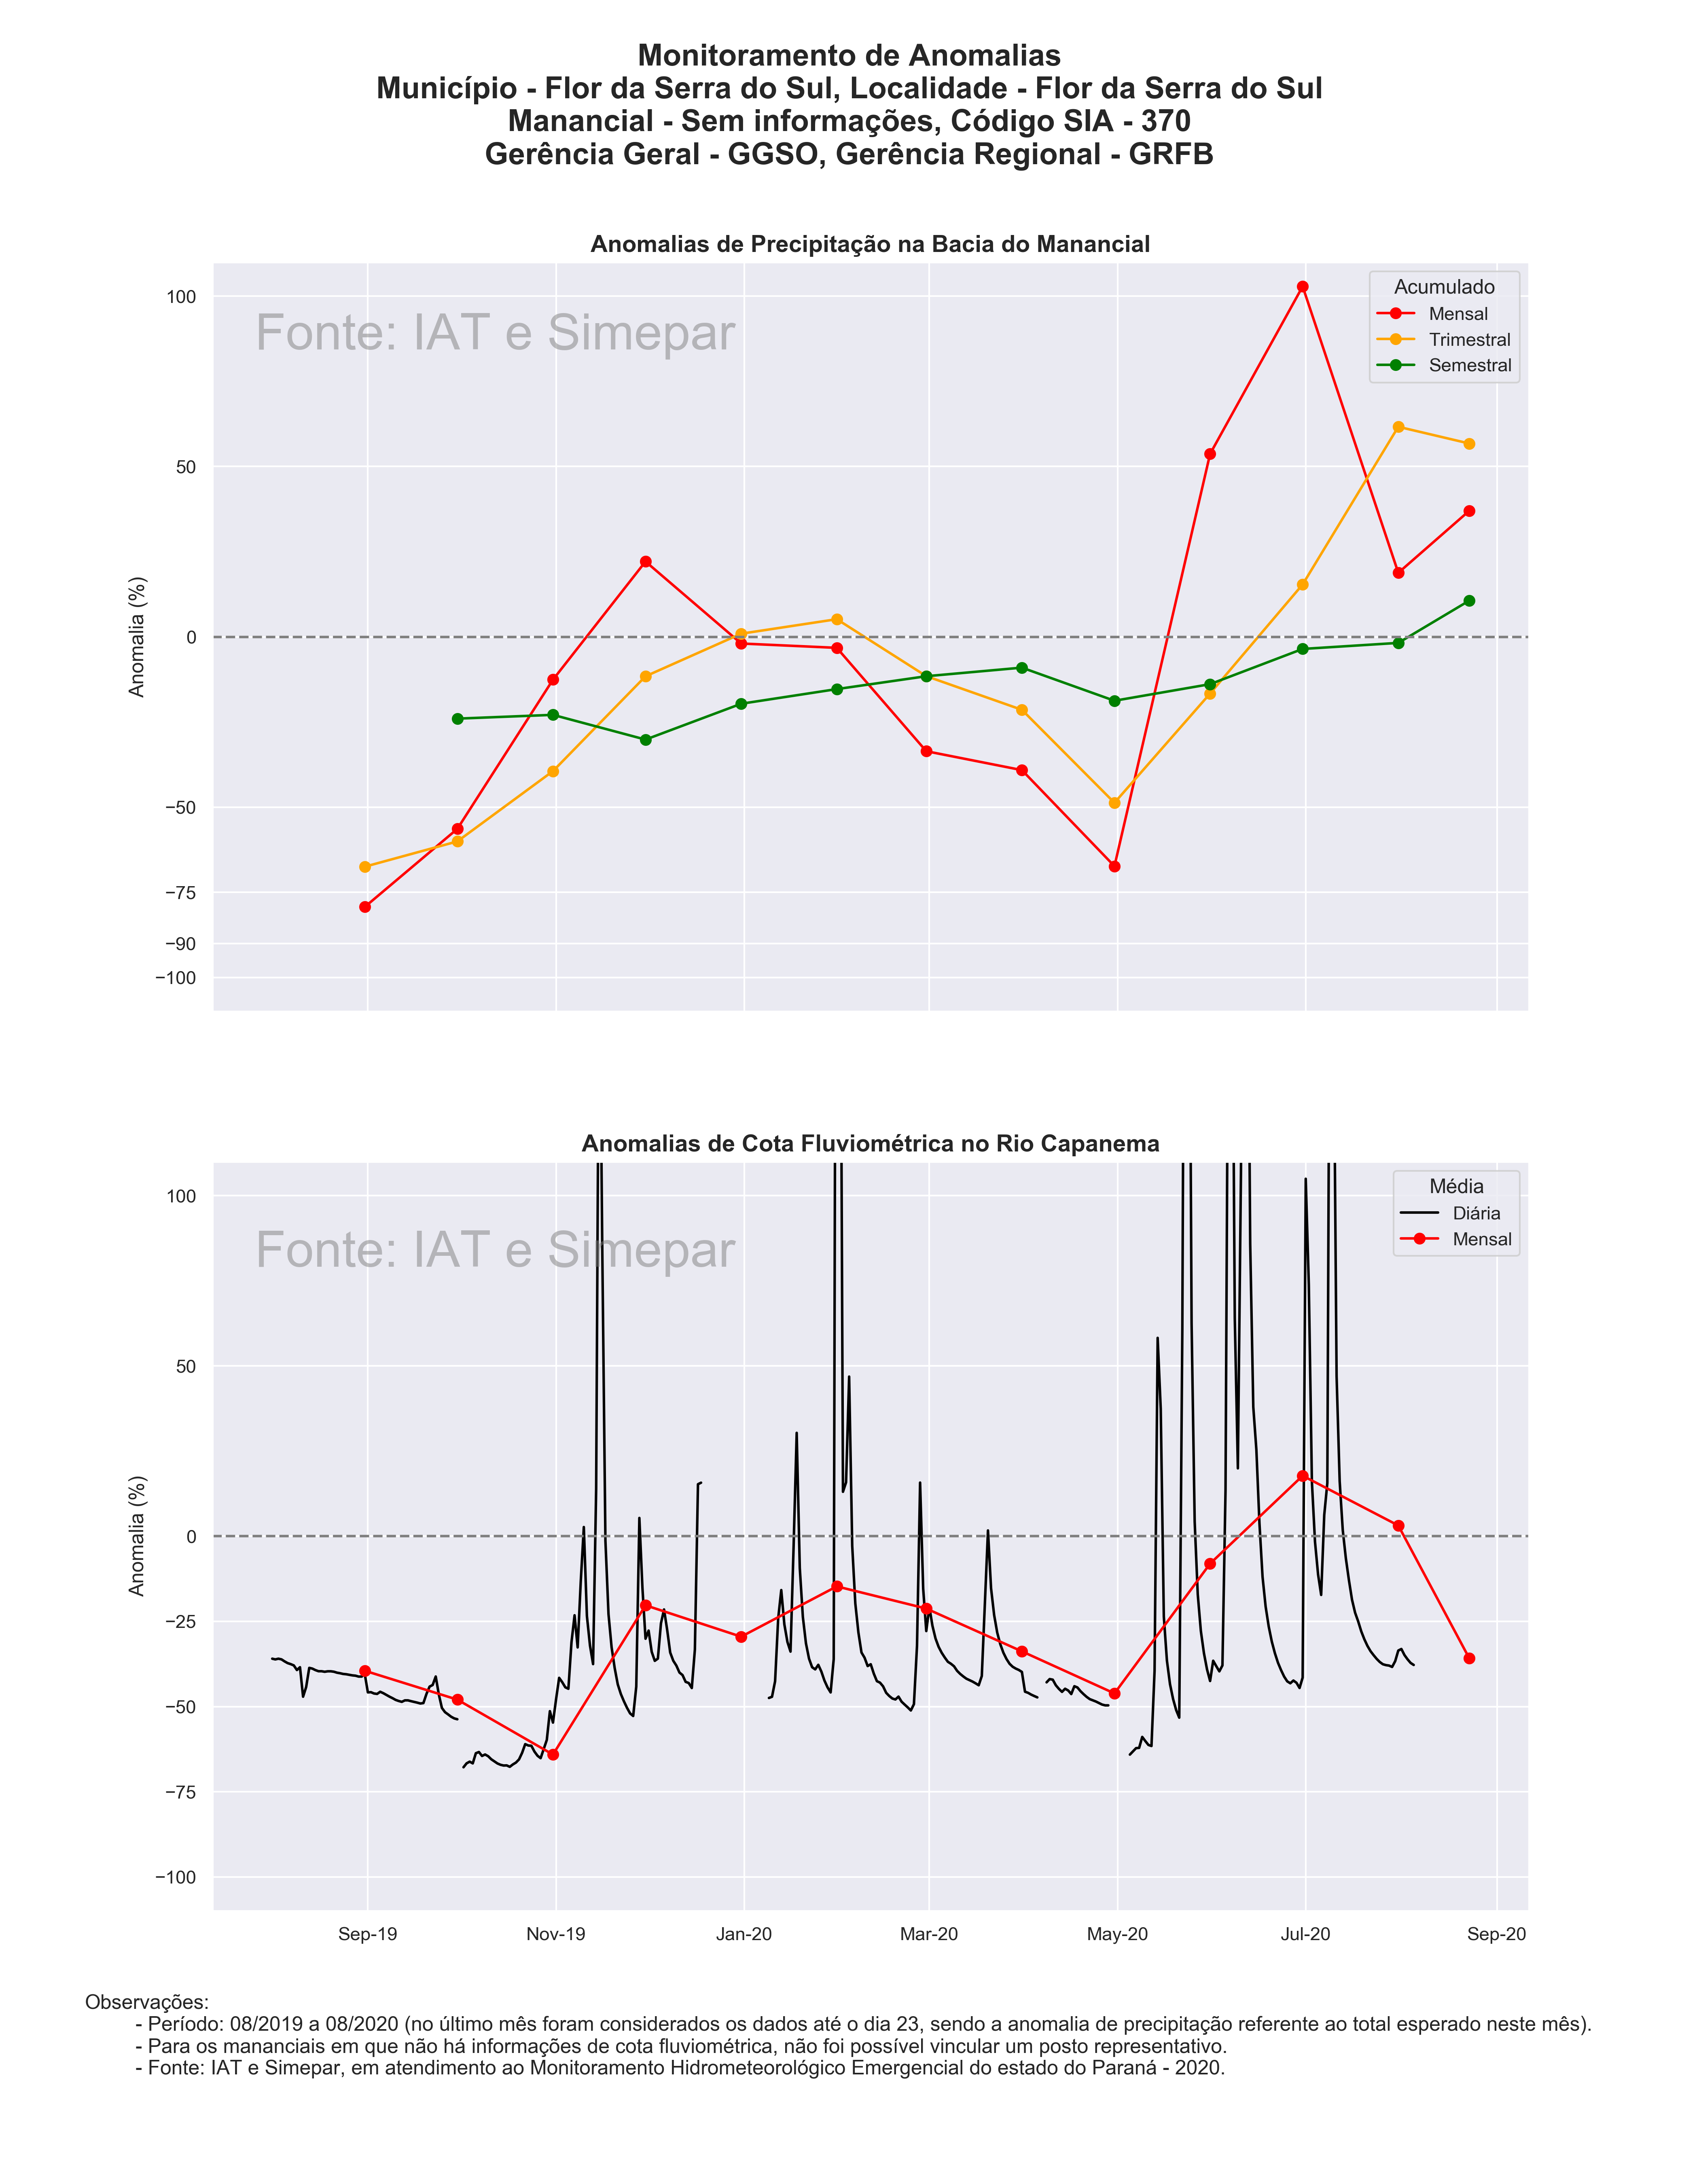 Monitoramento de Anomalias
Município - Flor da Serra do Sul, Localidade - Flor da Serra do Sul
Manancial - Sem informações, Código SIA - 370
Gerência Geral - GGSO, Gerência Regional - GRFB
Anomalias de Precipitação na Bacia do Manancial
Fonte: IAT e Simepar
Acumulado
Mensal
Trimestral
Semestral
Anomalia (%)
100
50
0
−50
−75
−90
−100
Anomalias de Cota Fluviométrica no Rio Capanema
Fonte: IAT e Simepar
Média
Diária
Mensal
Anomalia (%)
100
50
0
−25
−50
−75
−100
Sep-19 Nov-19 Jan-20 Mar-20 May-20 Jul-20 Sep-20
Observações:
- Período: 08/2019 a 08/2020 (no último mês foram considerados os dados até o dia 23, sendo a anomalia de precipitação referente ao total esperado neste mês).
- Para os mananciais em que não há informações de cota fluviométrica, não foi possível vincular um posto representativo.
- Fonte: IAT e Simepar, em atendimento ao Monitoramento Hidrometeorológico Emergencial do estado do Paraná - 2020.